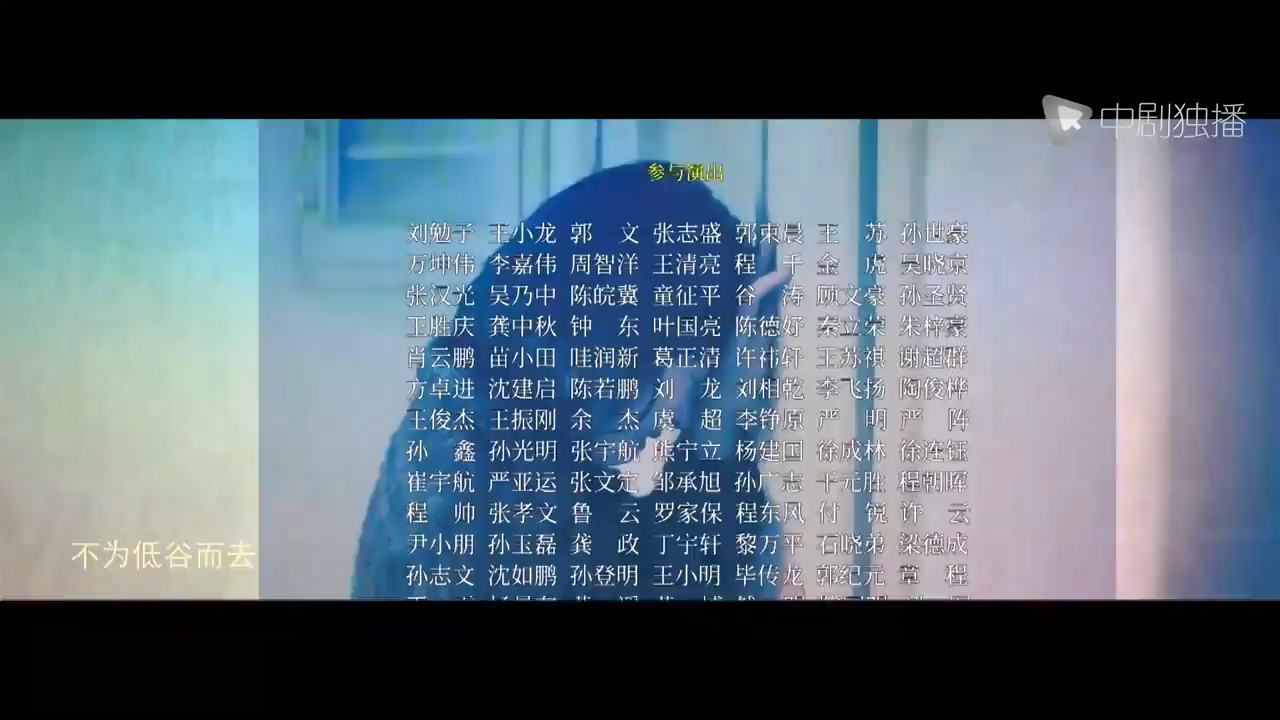 中剧独播
参与演出
刘勉子 王小龙 郭 文 张志盛 郭東晨 王 苏 孙世豪
万坤伟 李嘉伟 周智洋 王清亮 程 千 金 虎 吴晓京
张汉光 吴乃中 陈皖冀 童征平 谷 涛 顾文豪 孙圣贤
王胜庆 龚中秋 钟 东 叶国亮 陈德好 秦立荣 朱梓豪
肖云鹏 苗小田 哇润新 葛正清 许祎轩 王苏祺 谢超群
方卓进 沈建启 陈若鹏 刘 龙 刘相乾 李飞扬 陶俊桦
王俊杰 王振刚 余 杰 虞 超 李铮原 严 明 严 阵
孙 鑫 孙光明 张宇航 熊宁立 杨建国 徐成林 徐连钰
崔宇航 严亚运 张文定 邹承旭 孙广志 干元胜 程朝晖
程 帅 张孝文 鲁 云 罗家保 程东风 付 锐 许 云
尹小朋 孙玉磊 龚 政 丁宇轩 黎万平 石晓弟 梁德成
不为低谷而去
孙志文 沈如鹏 孙登明 王小明 毕传龙 郭纪元 章 程